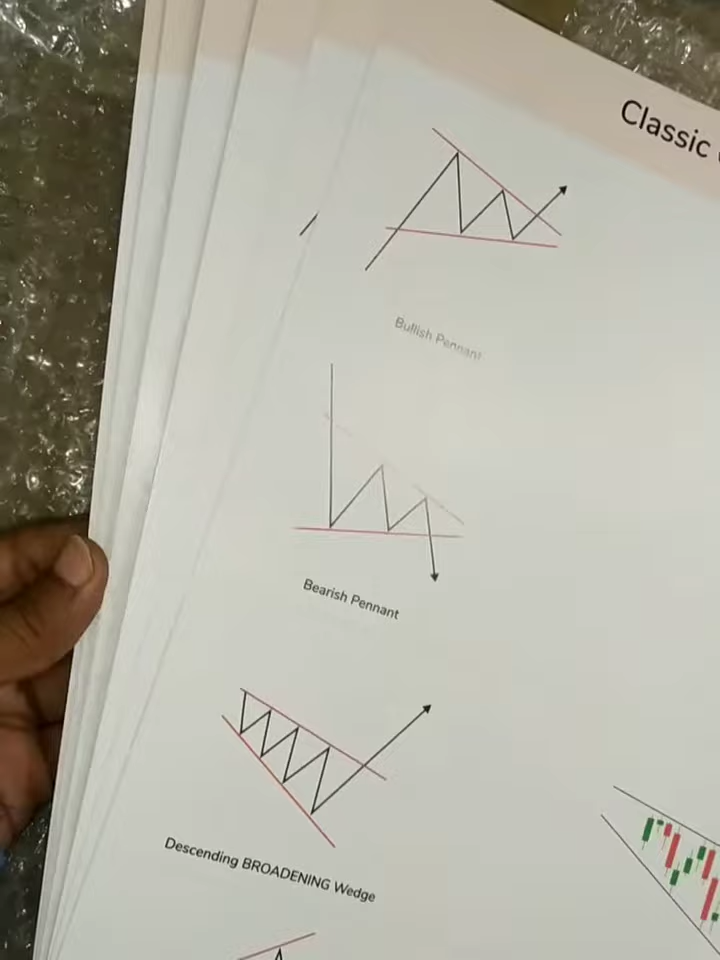 Classic
Bullish Pennant
Bearish Pennant
Descending BROADENING Wedge